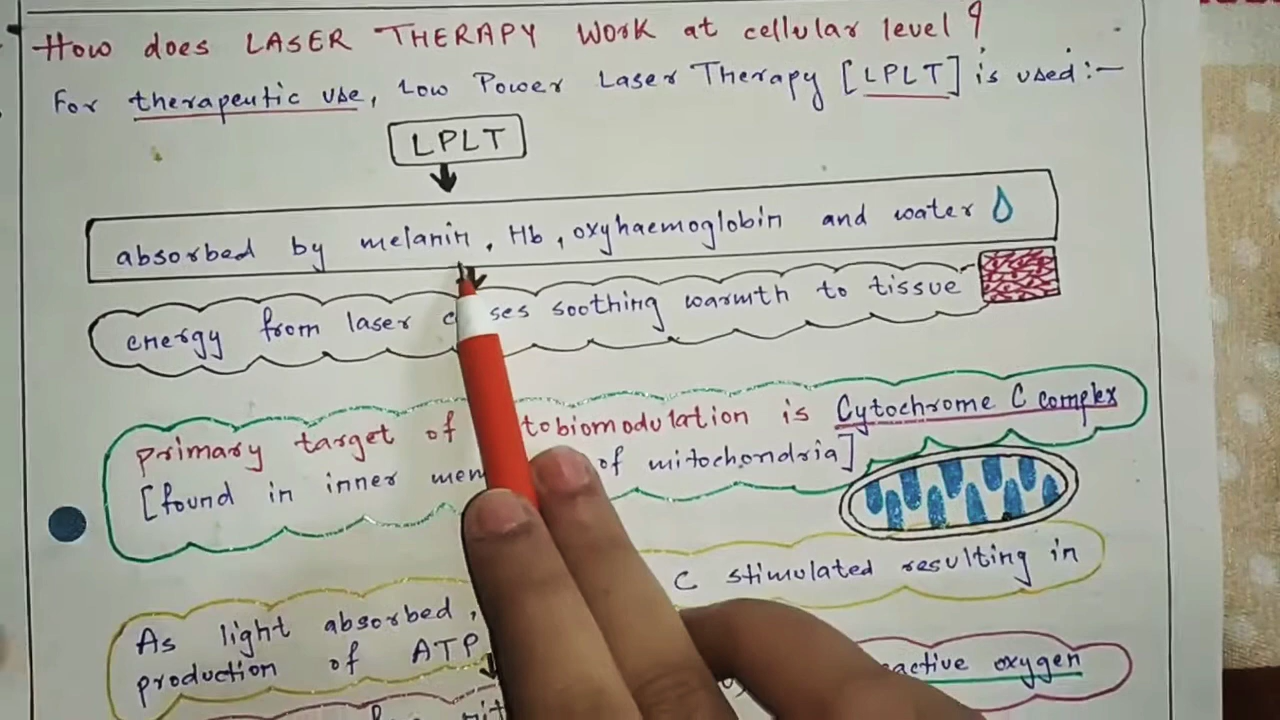 How does LASER THERAPY WORK at cellular level ?
For therapeutic use, Low Power Laser Therapy [LPLT] is used :-
LPLT
absorbed by melanin, Hb, oxyhaemoglobin and water
energy from laser soothing warmth to tissue
Primary target of tobiomodulation is Cytochrome C complex
[found in inner mem of mitochondria]
As light absorbed, C stimulated resulting in
production of ATP
active oxygen